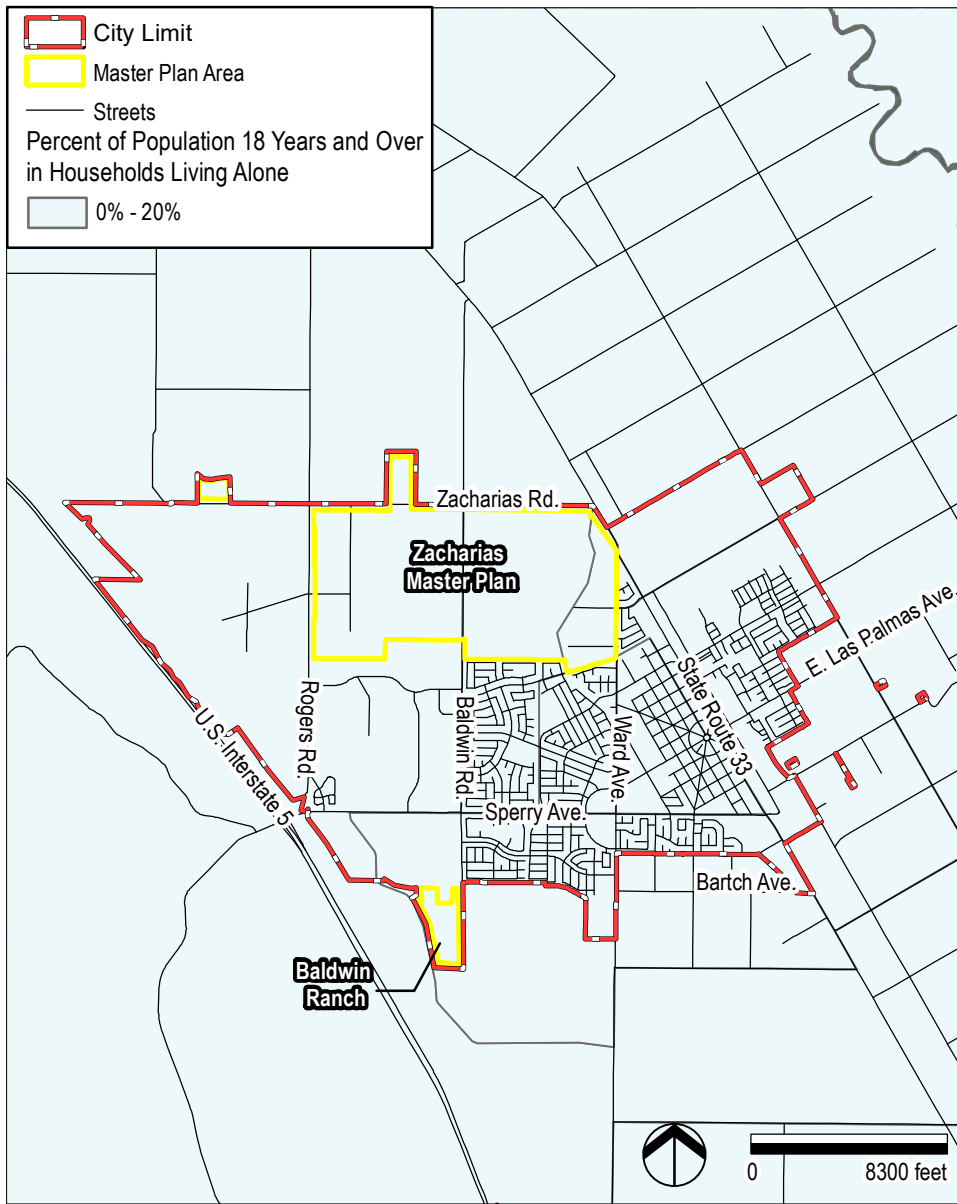 City Limit
Master Plan Area
Streets
Percent of Population 18 Years and Over
in Households Living Alone
0% - 20%
Zacharias Rd.
Zacharias
Master Plan
E. Las Palmas Ave.
State Route 33
Rogers Rd.
Baldwin Rd.
Ward Ave.
U.S. Interstate 5
Sperry Ave.
Bartch Ave.
Baldwin
Ranch
0
8300 feet